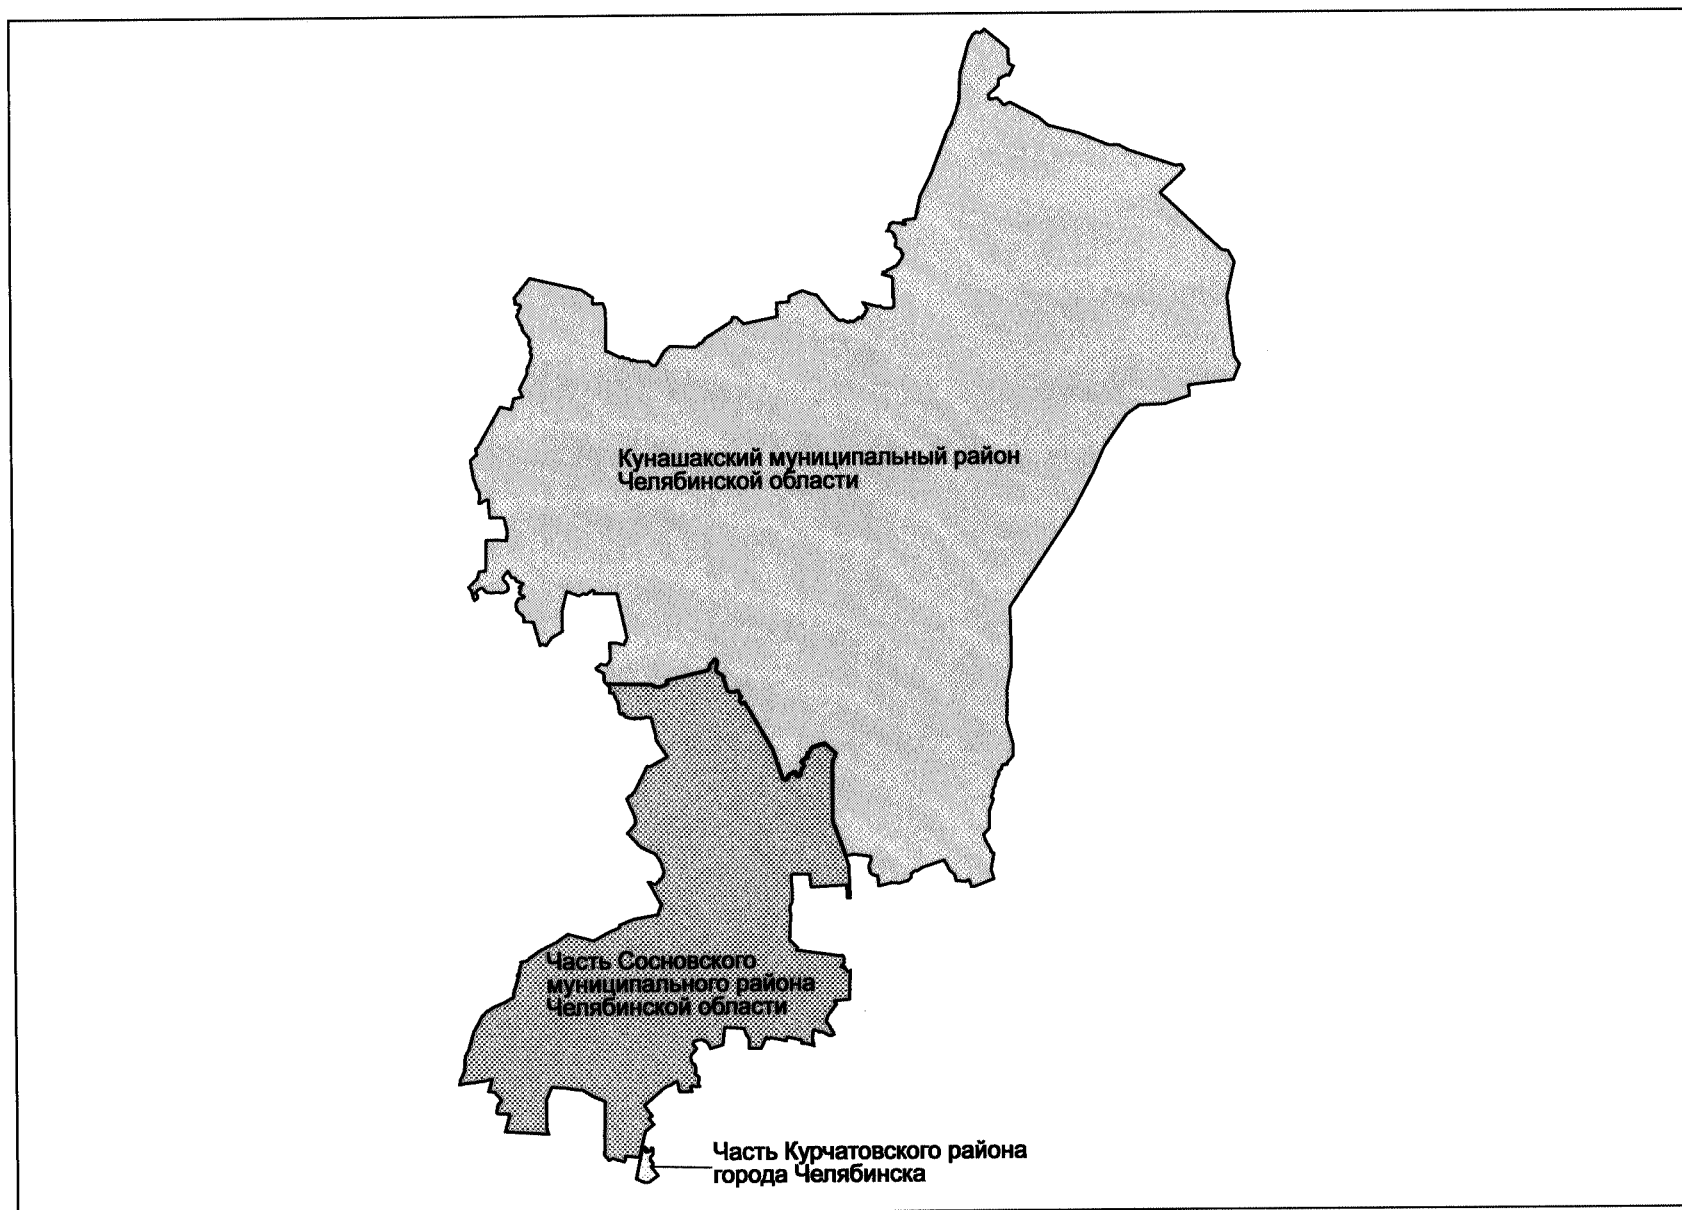 Кунашакский муниципальный район
Челябинской области
Часть Сосновского
муниципального района
Челябинской области
Часть Курчатовского района
города Челябинска